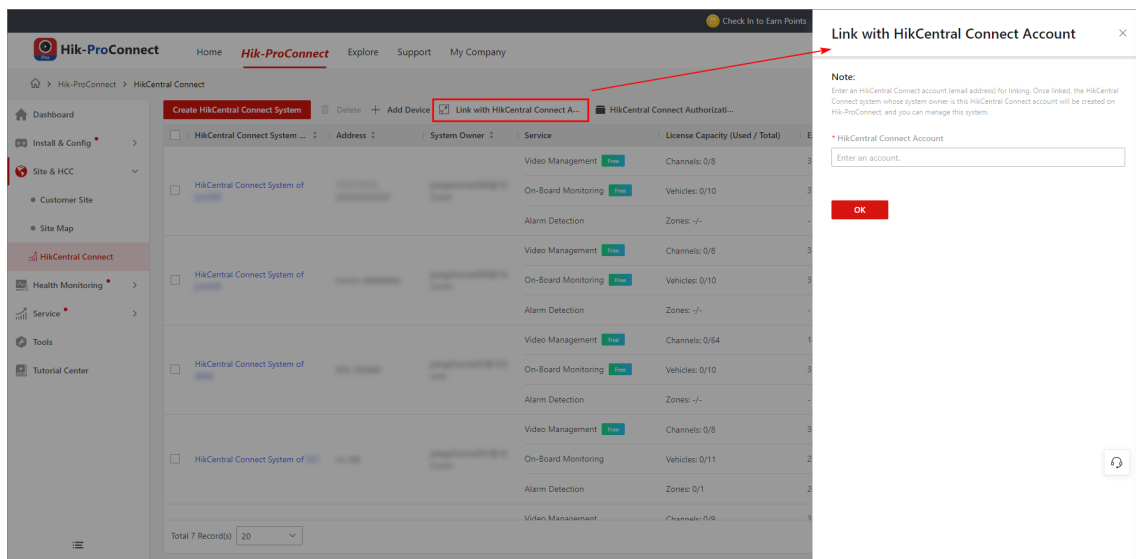 Check In to Earn Points
Hik-ProConnect
Home Hik-ProConnect Explore Support My Company
Hik-ProConnect > HikCentral Connect
Dashboard
Install & Config
Site & HCC
Customer Site
Site Map
HikCentral Connect
Health Monitoring
Service
Tools
Tutorial Center
Create HikCentral Connect System Delete + Add Device Link with HikCentral Connect A... HikCentral Connect Authorizati...
HikCentral Connect System ... Address System Owner Service License Capacity (Used / Total)
HikCentral Connect System of
Video Management Free Channels: 0/8
On-Board Monitoring Free Vehicles: 0/10
Alarm Detection Zones: -/-
HikCentral Connect System of
Video Management Free Channels: 0/8
On-Board Monitoring Free Vehicles: 0/10
Alarm Detection Zones: -/-
HikCentral Connect System of
Video Management Trial Channels: 0/64
On-Board Monitoring Free Vehicles: 0/10
Alarm Detection Zones: -/-
HikCentral Connect System of
Video Management Free Channels: 0/8
On-Board Monitoring Vehicles: 0/11
Alarm Detection Zones: 0/1
Video Management Channels: 0/9
Total 7 Record(s) 20
Link with HikCentral Connect Account
Note:
Enter an HikCentral Connect account (email address) for linking. Once linked, the HikCentral
Connect system whose system owner is this HikCentral Connect account will be created on
Hik-ProConnect, and you can manage this system.
* HikCentral Connect Account
Enter an account.
OK